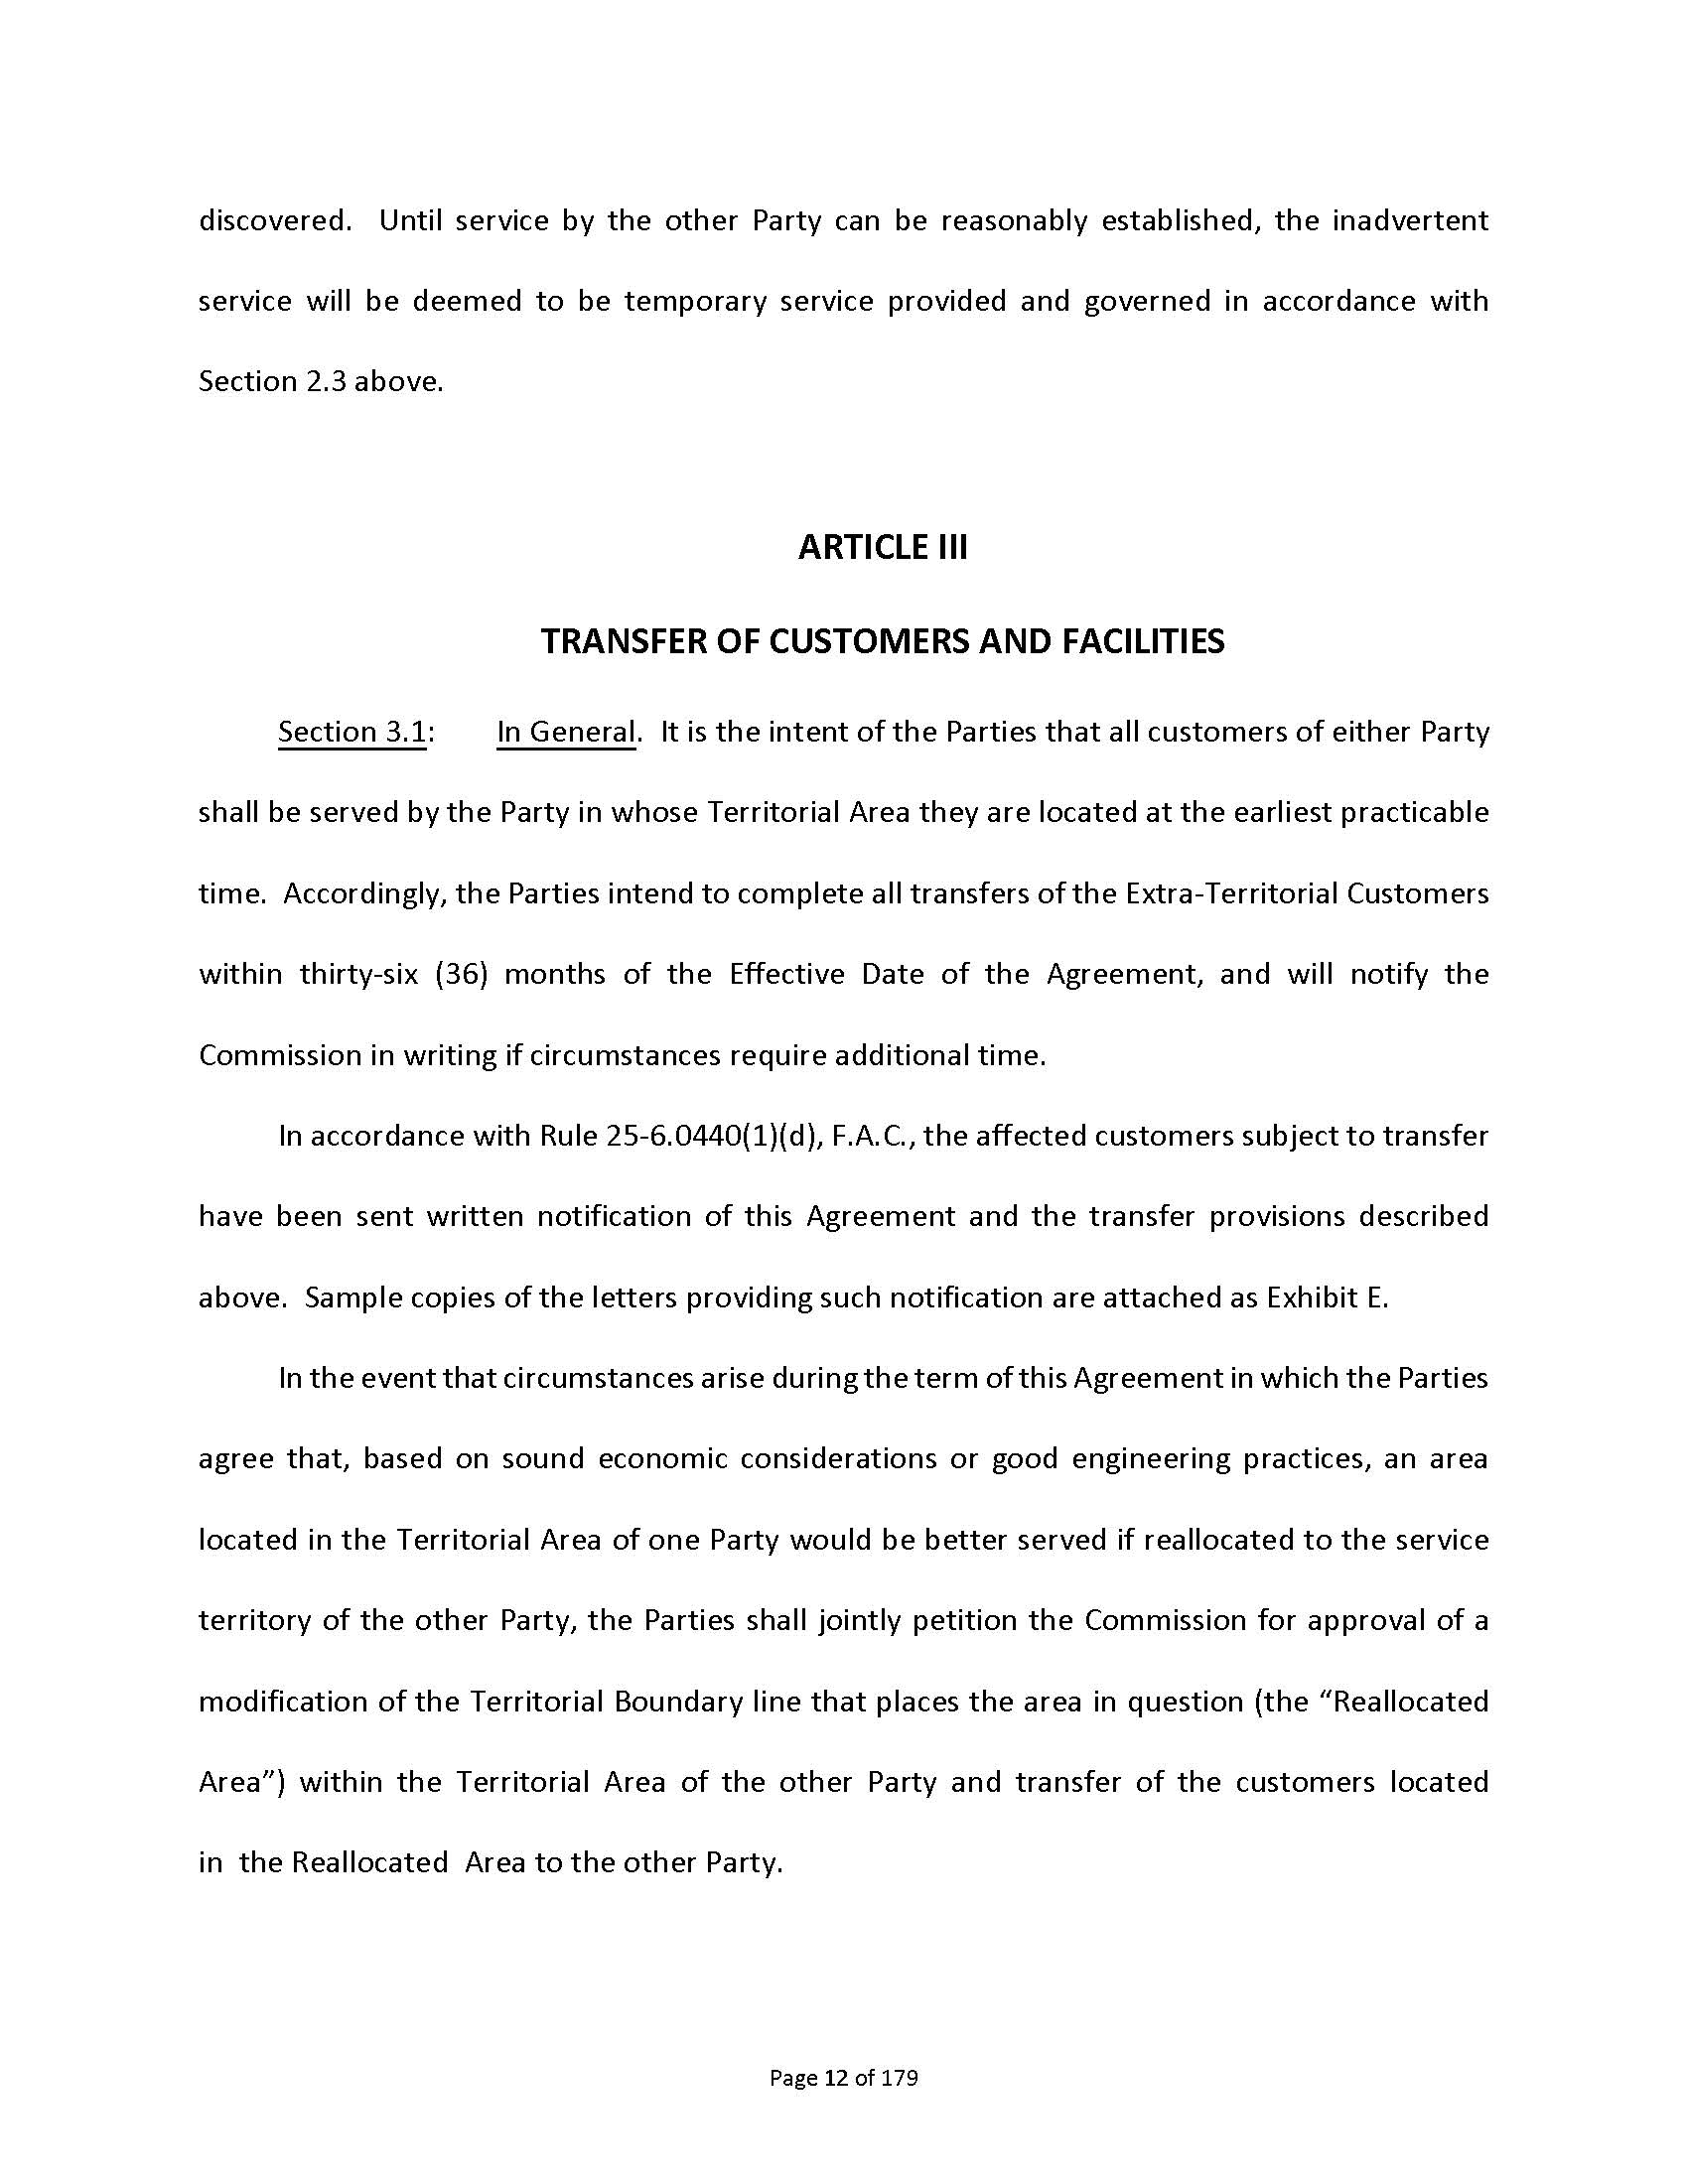 discovered. Until service by the other Party can be reasonably established, the inadvertent
service will be deemed to be temporary service provided and governed in accordance with
Section 2.3 above.
ARTICLE III
TRANSFER OF CUSTOMERS AND FACILITIES
Section 3.1: In General. It is the intent of the Parties that all customers of either Party
shall be served by the Party in whose Territorial Area they are located at the earliest practicable
time. Accordingly, the Parties intend to complete all transfers of the Extra-Territorial Customers
within thirty-six (36) months of the Effective Date of the Agreement, and will notify the
Commission in writing if circumstances require additional time.
In accordance with Rule 25-6.0440(1)(d), F.A.C., the affected customers subject to transfer
have been sent written notification of this Agreement and the transfer provisions described
above. Sample copies of the letters providing such notification are attached as Exhibit E.
In the event that circumstances arise during the term of this Agreement in which the Parties
agree that, based on sound economic considerations or good engineering practices, an area
located in the Territorial Area of one Party would be better served if reallocated to the service
territory of the other Party, the Parties shall jointly petition the Commission for approval of a
modification of the Territorial Boundary line that places the area in question (the “Reallocated
Area”) within the Territorial Area of the other Party and transfer of the customers located
in the Reallocated Area to the other Party.
Page 12 of 179